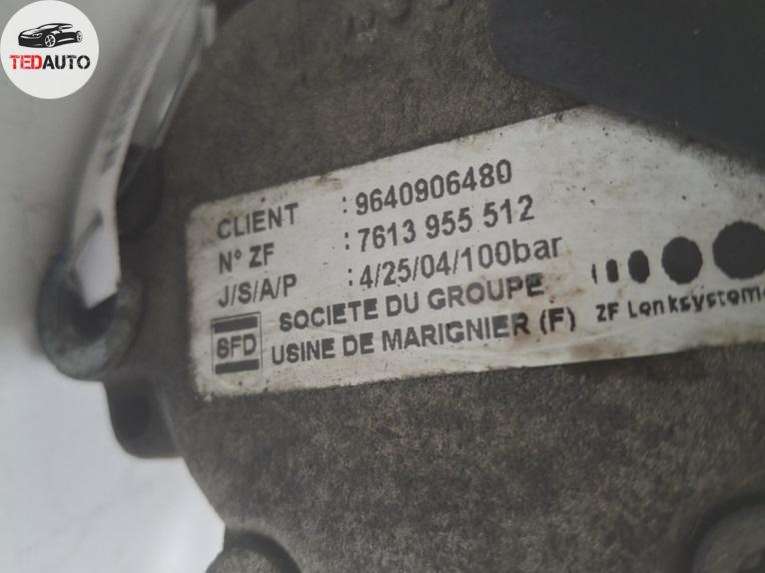 TEDAUTO
CLIENT : 9640906480
N° ZF : 7613 955 512
J/S/A/P : 4/25/04/100bar
SFD SOCIETE DU GROUPE
USINE DE MARIGNIER (F) ZF Lenksysteme